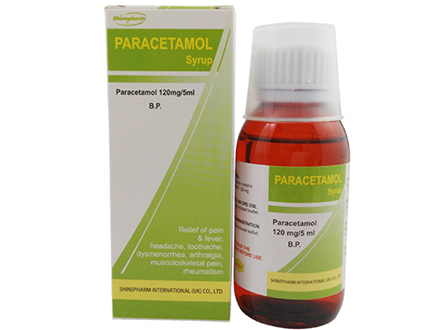 Shinepharm
PARACETAMOL
Syrup
Paracetamol 120mg/5ml
B.P.
Relief of pain
& fever,
headache, toothache,
dysmenorrhes, arthralgia,
musculoskeletal pain,
rheumatism
SHINEPHARM INTERNATIONAL (UK) CO., LTD
PARACETAMOL
Syrup
Paracetamol
120 mg/5 ml
B.P.
SHINEPHARM INTERNATIONAL (UK) CO., LTD